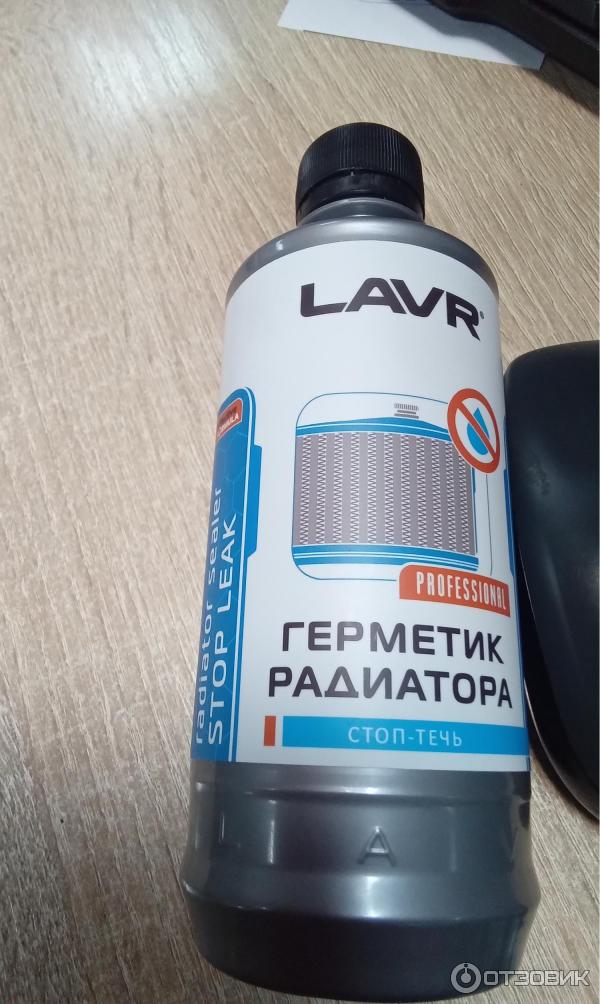 LAVR®
PROFESSIONAL
ГЕРМЕТИК
РАДИАТОРА
СТОП-ТЕЧЬ
radiator sealer
STOP LEAK
L A
ОТЗОВИК